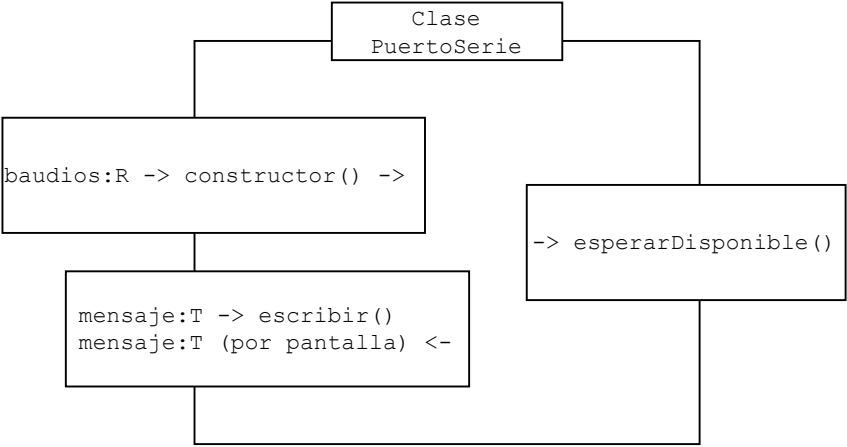 Clase
PuertoSerie
baudios:R -> constructor() ->
-> esperarDisponible()
mensaje:T -> escribir()
mensaje:T (por pantalla) <-